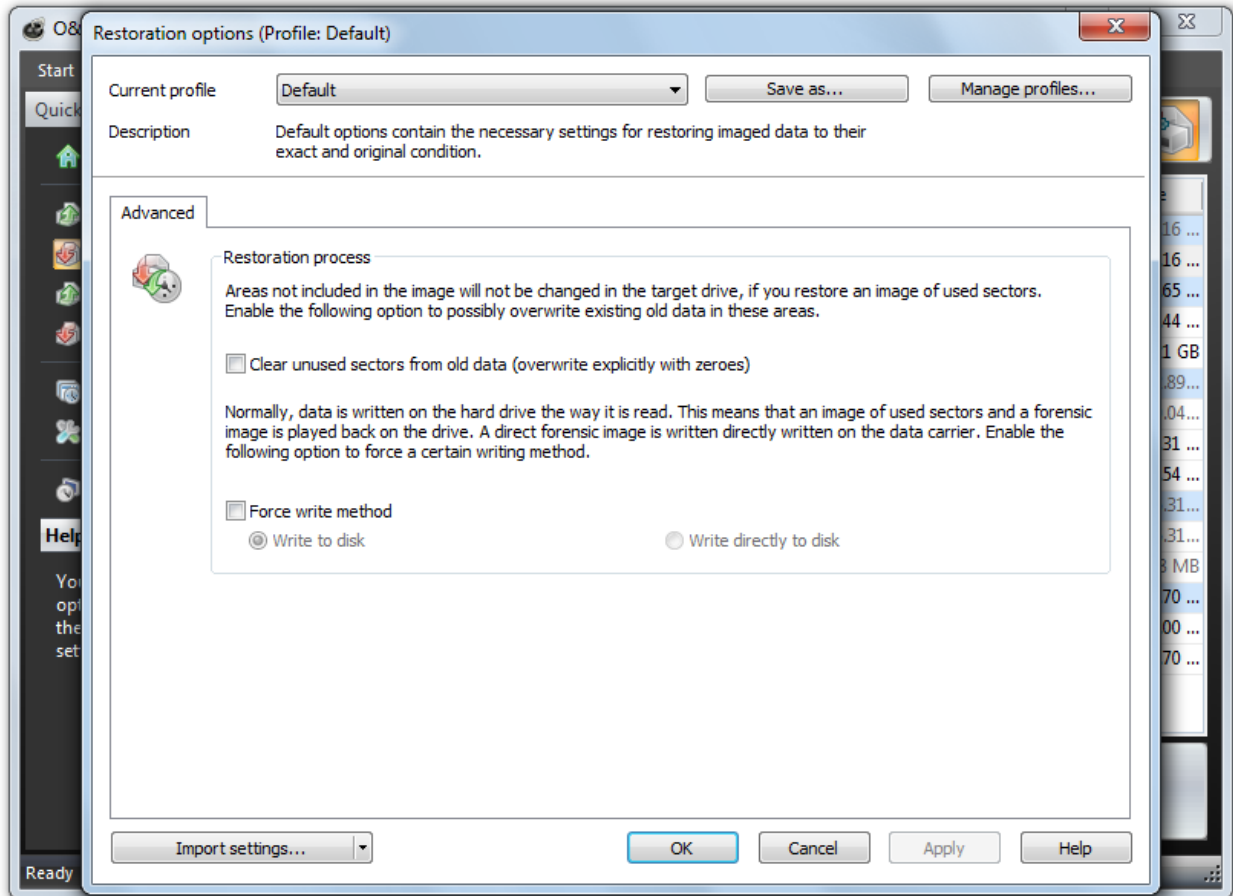 O&
Restoration options (Profile: Default)
Start
Quick
Current profile
Default
Save as...
Manage profiles...
Description
Default options contain the necessary settings for restoring imaged data to their
exact and original condition.
Advanced
Restoration process
Areas not included in the image will not be changed in the target drive, if you restore an image of used sectors.
Enable the following option to possibly overwrite existing old data in these areas.
Clear unused sectors from old data (overwrite explicitly with zeroes)
Normally, data is written on the hard drive the way it is read. This means that an image of used sectors and a forensic
image is played back on the drive. A direct forensic image is written directly written on the data carrier. Enable the
following option to force a certain writing method.
Force write method
Write to disk
Write directly to disk
Help
You
opt
the
set
16 ...
16 ...
65 ...
44 ...
1 GB
.89...
.04...
31 ...
54 ...
.31...
.31...
3 MB
70 ...
00 ...
70 ...
Import settings...
OK
Cancel
Apply
Help
Ready